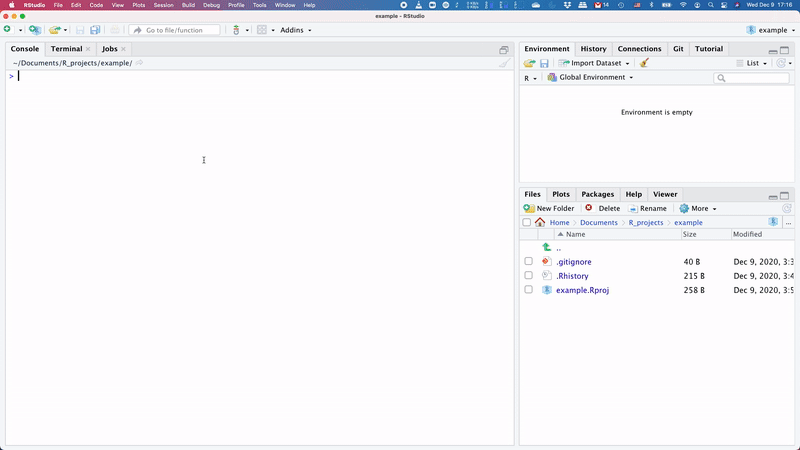 RStudio File Edit Code View Plots Session Build Debug Profile Tools Window Help 14 Wed Dec 9 17:16
example - RStudio
Go to file/function Addins example
Console Terminal Jobs
~/Documents/R_projects/example/
>
Environment History Connections Git Tutorial
Import Dataset List
R Global Environment
Environment is empty
Files Plots Packages Help Viewer
New Folder Delete Rename More
Home Documents R_projects example ...
Name Size Modified
..
.gitignore 40 B Dec 9, 2020, 3:3
.Rhistory 215 B Dec 9, 2020, 3:4
example.Rproj 258 B Dec 9, 2020, 3:5